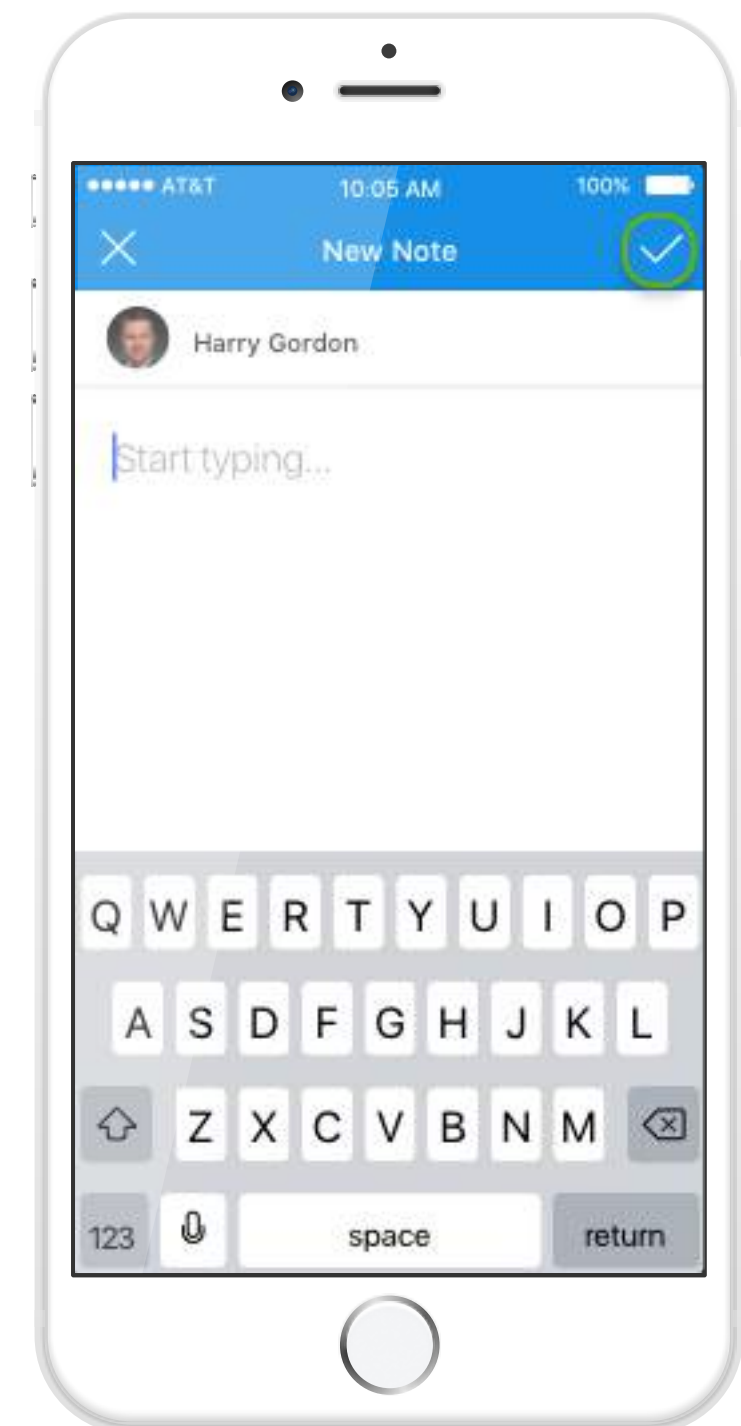 AT&T 10:05 AM 100%
New Note
Harry Gordon
Start typing...
Q W E R T Y U I O P
A S D F G H J K L
Z X C V B N M
123 space return